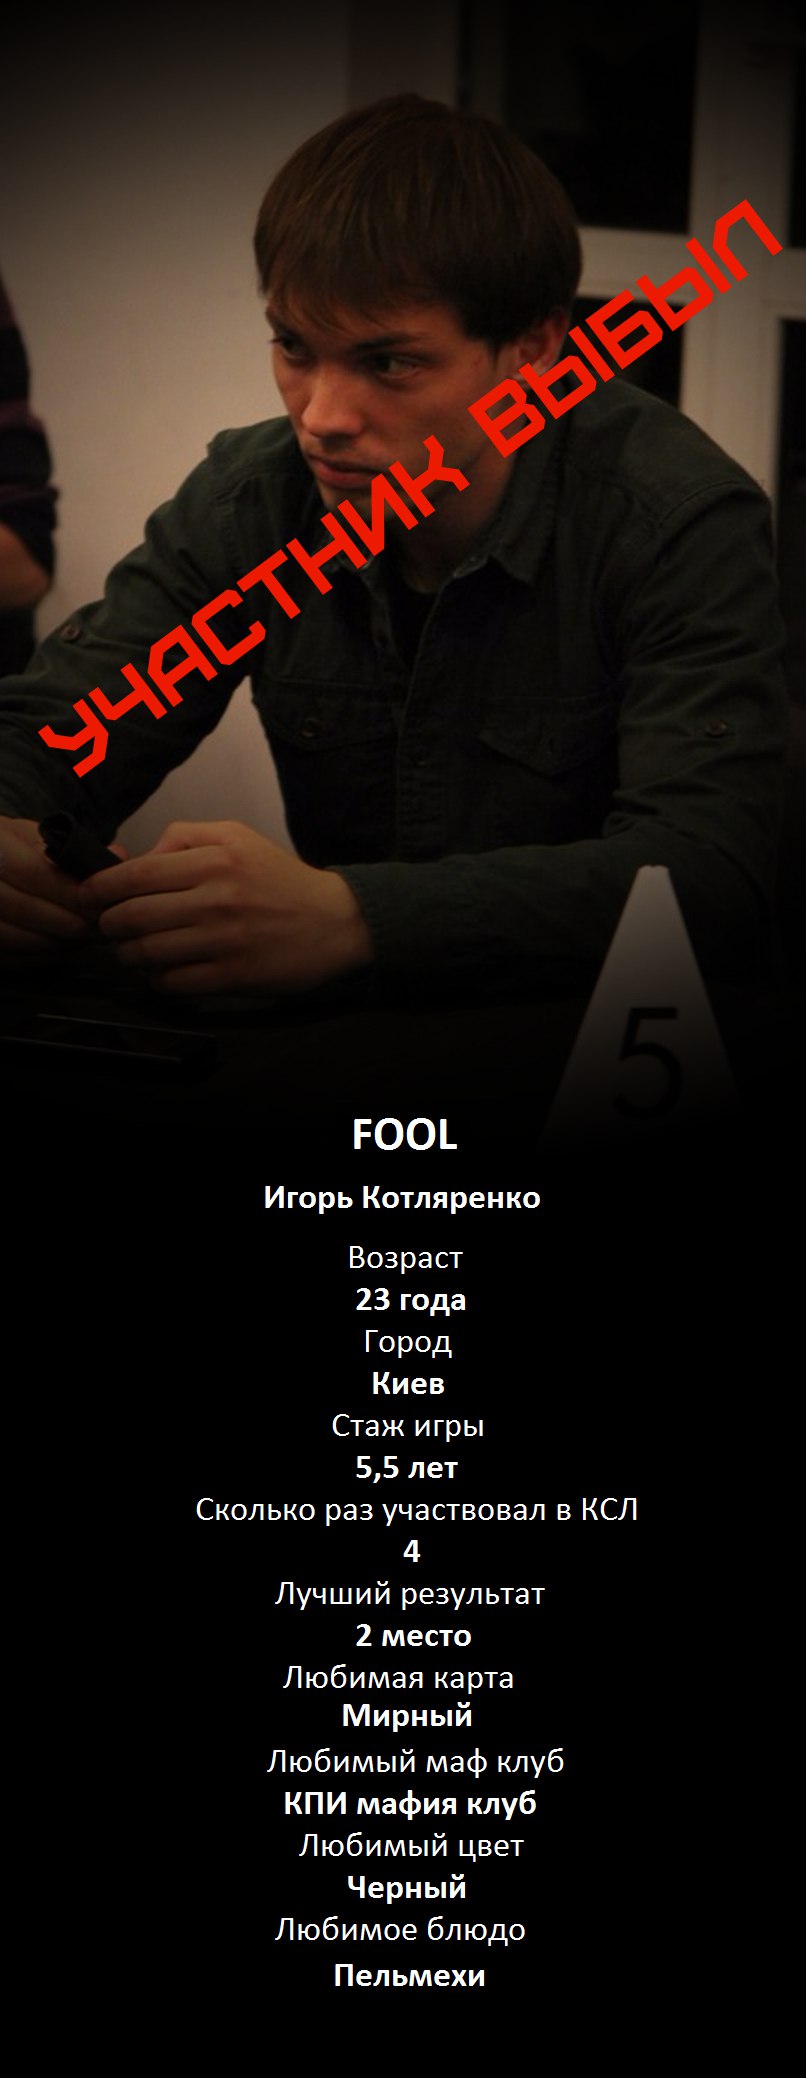 УЧАСТНИК ВЫБЫЛ
5
FOOL
Игорь Котляренко
Возраст
23 года
Город
Киев
Стаж игры
5,5 лет
Сколько раз участвовал в КСЛ
4
Лучший результат
2 место
Любимая карта
Мирный
Любимый маф клуб
КПИ мафия клуб
Любимый цвет
Черный
Любимое блюдо
Пельмехи